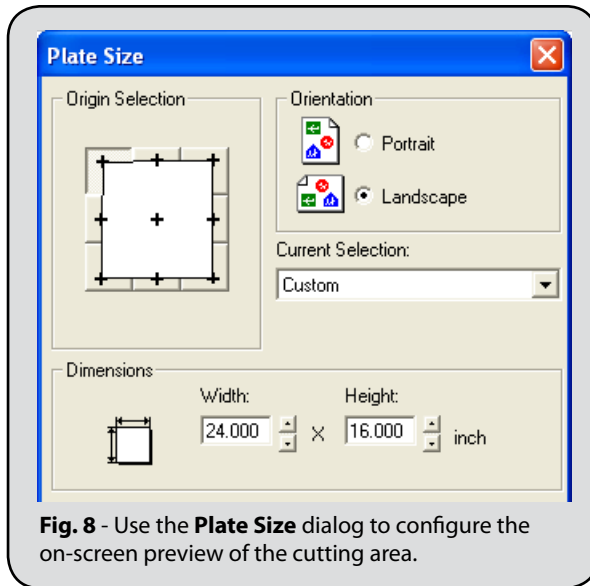 Plate Size
Origin Selection
Orientation
Portrait
Landscape
Current Selection:
Custom
Dimensions
Width:
Height:
24.000 X 16.000 inch
Fig. 8 - Use the Plate Size dialog to configure the
on-screen preview of the cutting area.